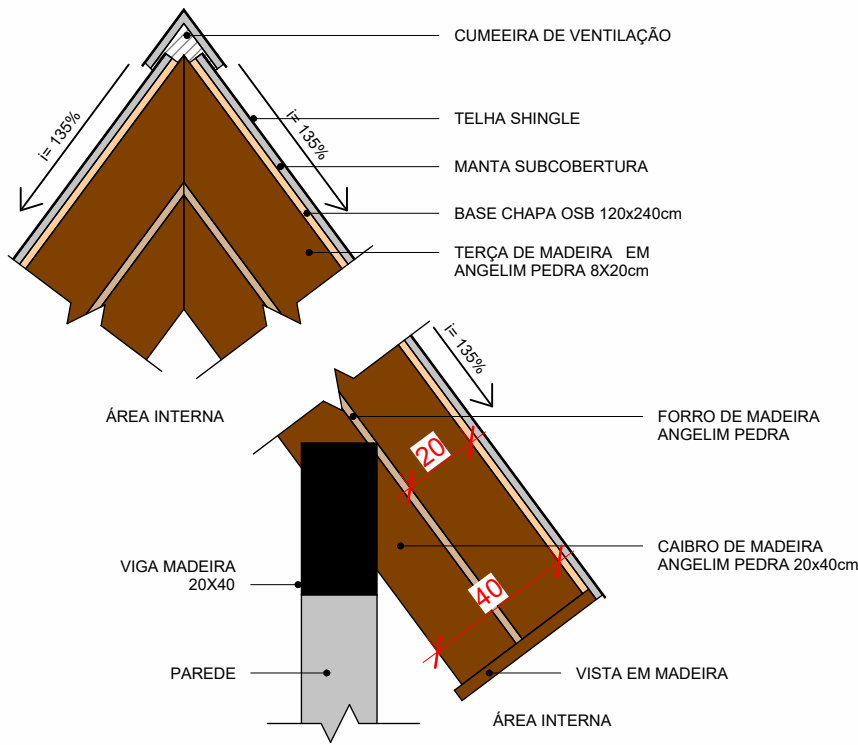 CUMEEIRA DE VENTILAÇÃO
i= 135%
i= 135%
TELHA SHINGLE
MANTA SUBCOBERTURA
BASE CHAPA OSB 120x240cm
TERÇA DE MADEIRA EM
ANGELIM PEDRA 8X20cm
ÁREA INTERNA
i= 135%
FORRO DE MADEIRA
ANGELIM PEDRA
20
CAIBRO DE MADEIRA
ANGELIM PEDRA 20x40cm
VIGA MADEIRA
20X40
40
PAREDE
VISTA EM MADEIRA
ÁREA INTERNA